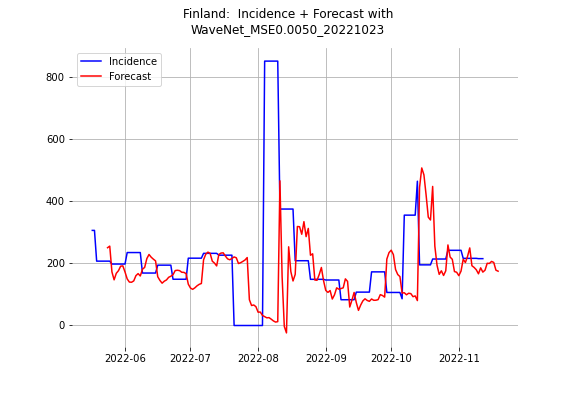 Finland:  Incidence + Forecast with
WaveNet_MSE0.0050_20221023
Incidence
Forecast
800
600
400
200
0
2022-06 2022-07 2022-08 2022-09 2022-10 2022-11